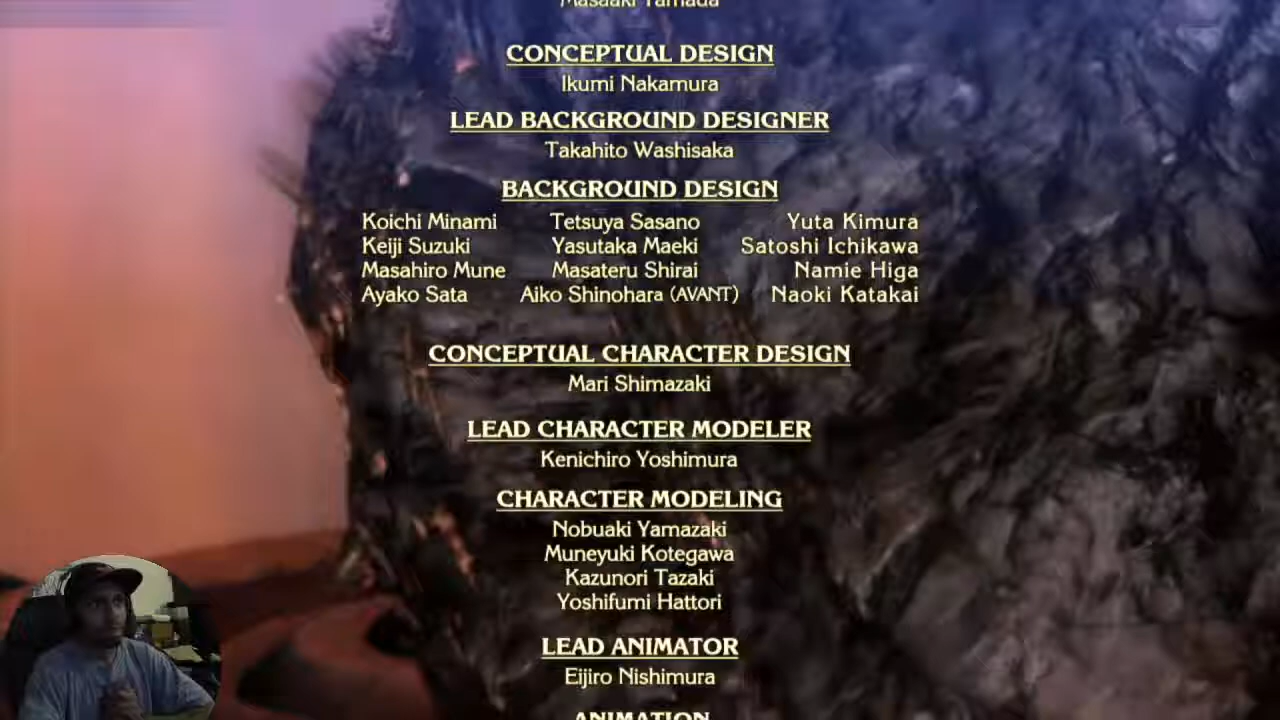 Masaaki Yamada
CONCEPTUAL DESIGN
Ikumi Nakamura
LEAD BACKGROUND DESIGNER
Takahito Washisaka
BACKGROUND DESIGN
Koichi Minami Tetsuya Sasano Yuta Kimura
Keiji Suzuki Yasutaka Maeki Satoshi Ichikawa
Masahiro Mune Masateru Shirai Namie Higa
Ayako Sata Aiko Shinohara (AVANT) Naoki Katakai
CONCEPTUAL CHARACTER DESIGN
Mari Shimazaki
LEAD CHARACTER MODELER
Kenichiro Yoshimura
CHARACTER MODELING
Nobuaki Yamazaki
Muneyuki Kotegawa
Kazunori Tazaki
Yoshifumi Hattori
LEAD ANIMATOR
Eijiro Nishimura
ANIMATION